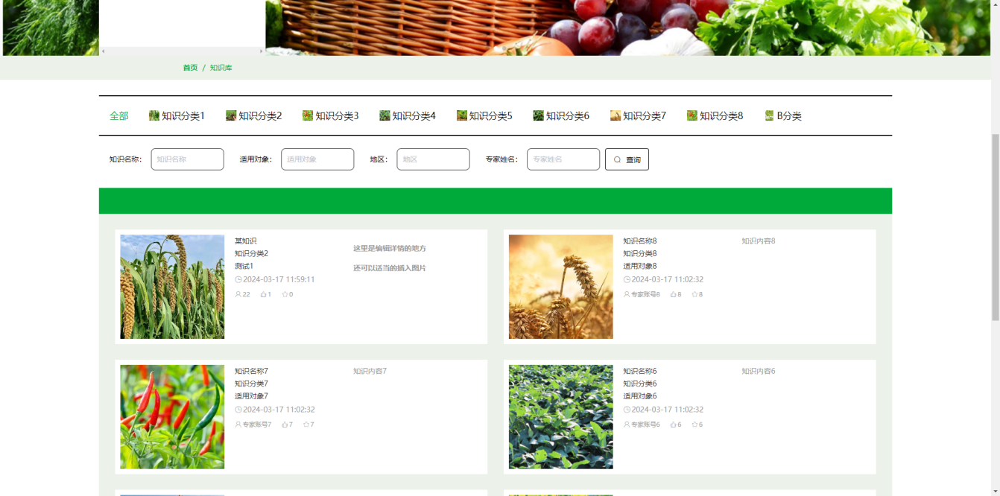 首页 / 知识库
全部 知识分类1 知识分类2 知识分类3 知识分类4 知识分类5 知识分类6 知识分类7 知识分类8 B分类
知识名称： 知识名称 适用对象： 适用对象 地区： 地区 专家姓名： 专家姓名 查询
某知识
知识分类2
测试1
2024-03-17 11:59:11
22 1 0
这里是编辑详情的地方
还可以适当的插入图片
知识名称8
知识分类8
适用对象8
2024-03-17 11:02:32
专家账号8 8 8
知识内容8
知识名称7
知识分类7
适用对象7
2024-03-17 11:02:32
专家账号7 7 7
知识内容7
知识名称6
知识分类6
适用对象6
2024-03-17 11:02:32
专家账号6 6 6
知识内容6